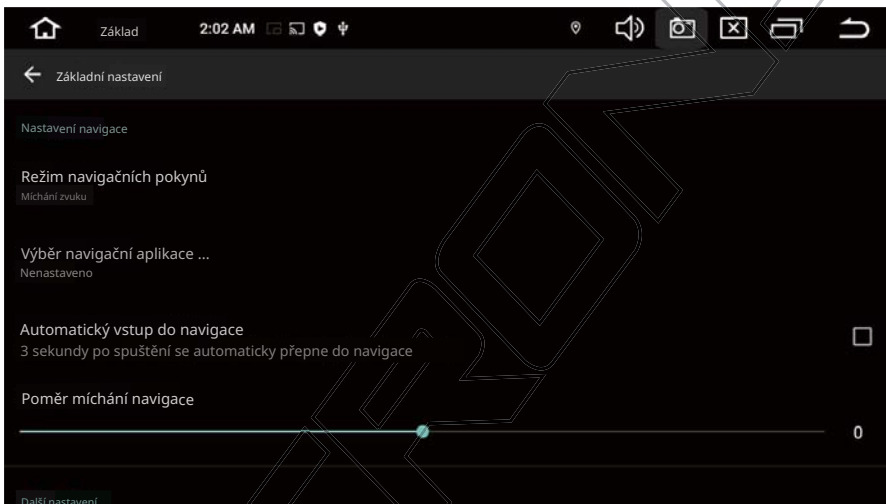 Základ 2:02 AM
Základní nastavení
Nastavení navigace
Režim navigačních pokynů
Míchání zvuku
Výběr navigační aplikace ...
Nenastaveno
Automatický vstup do navigace
3 sekundy po spuštění se automaticky přepne do navigace
Poměr míchání navigace
0
Další nastavení